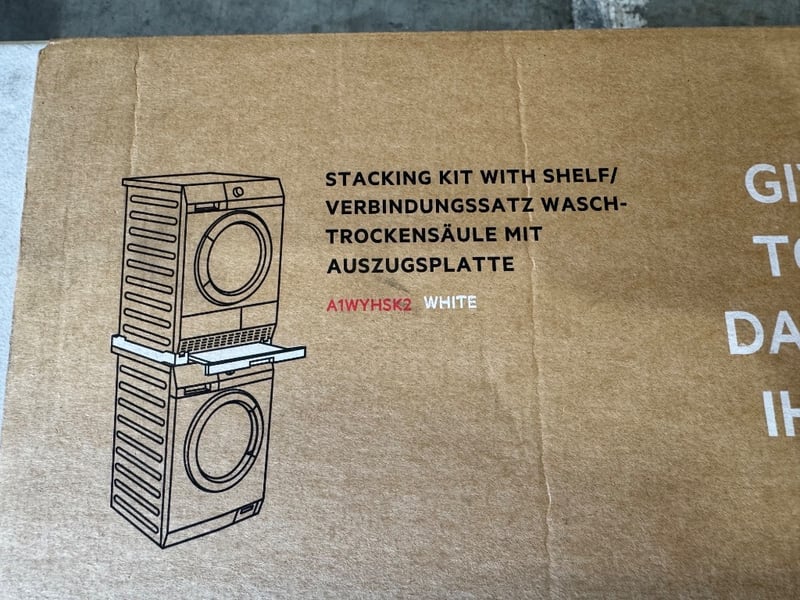 STACKING KIT WITH SHELF/
VERBINDUNGSSATZ WASCH-
TROCKENSÄULE MIT
AUSZUGSPLATTE
A1WYHSK2 WHITE